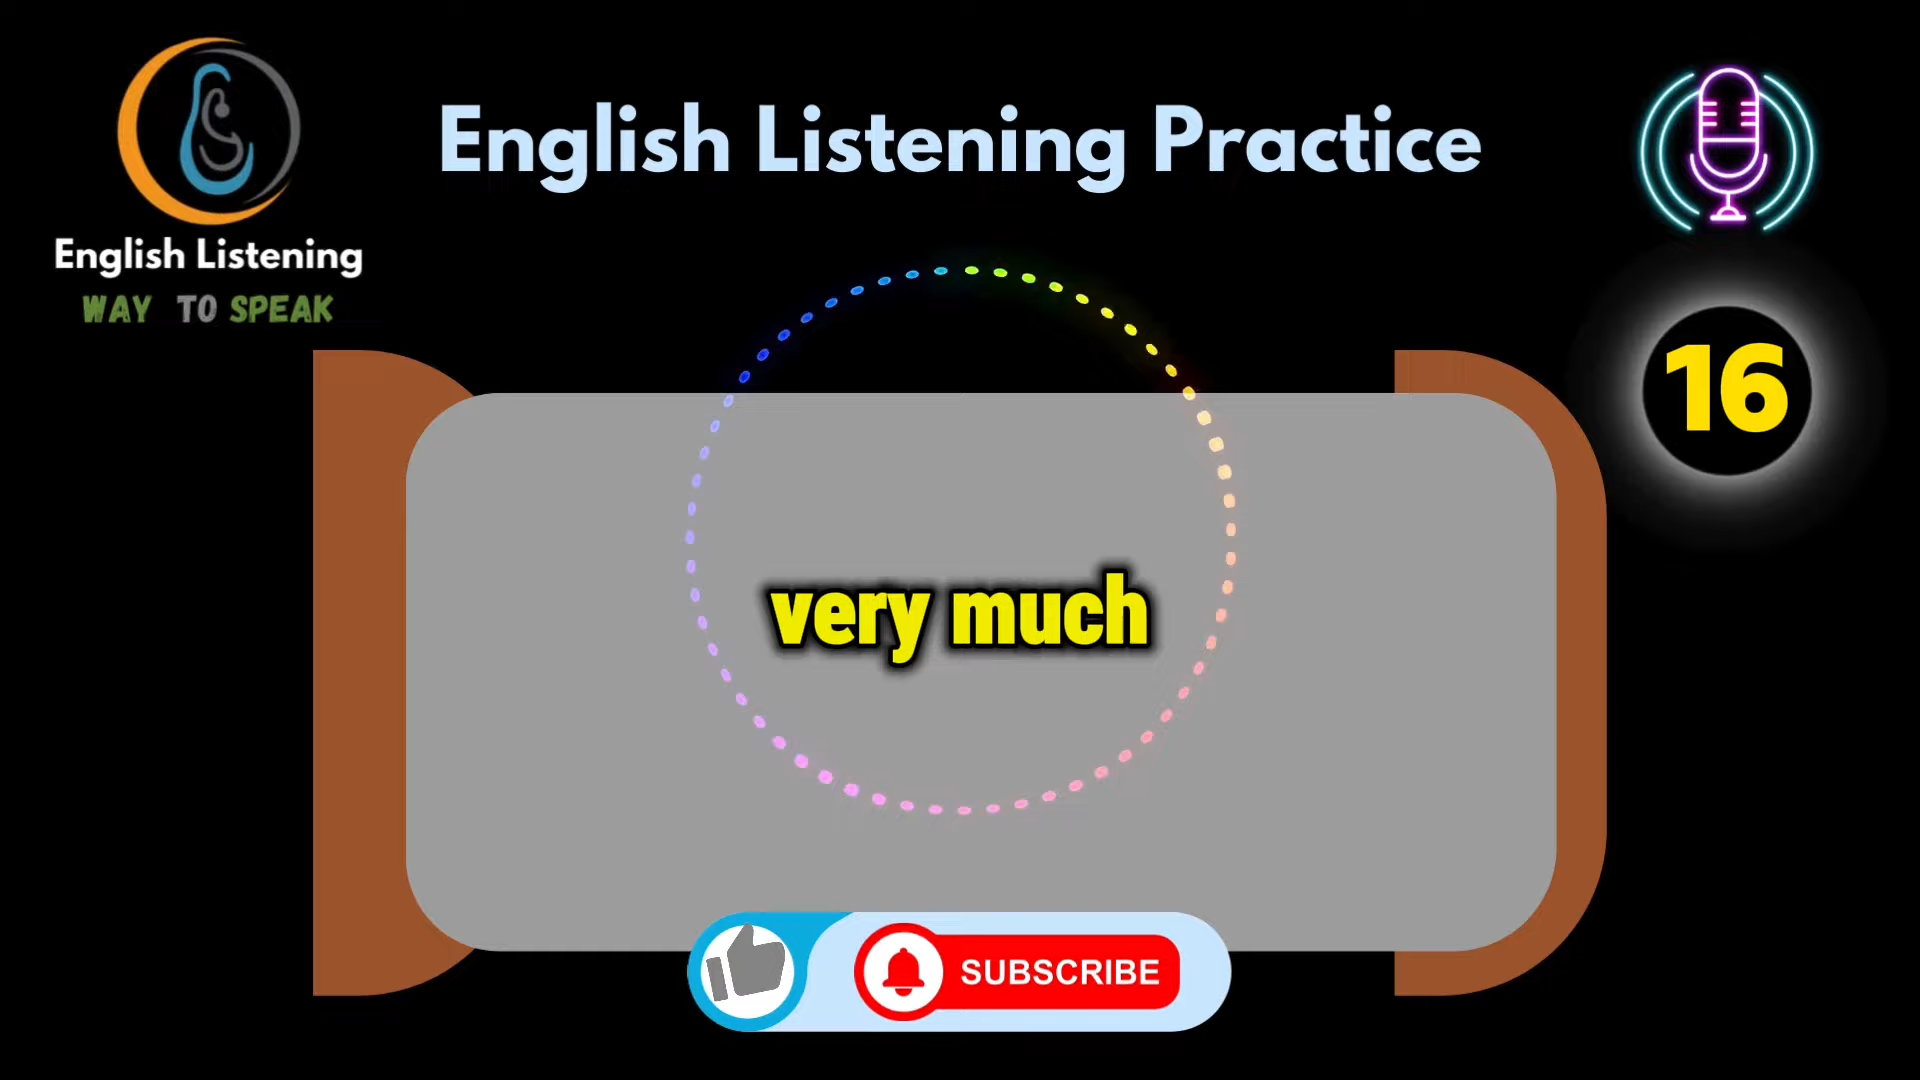 English Listening Practice
English Listening
WAY TO SPEAK
16
very much
SUBSCRIBE